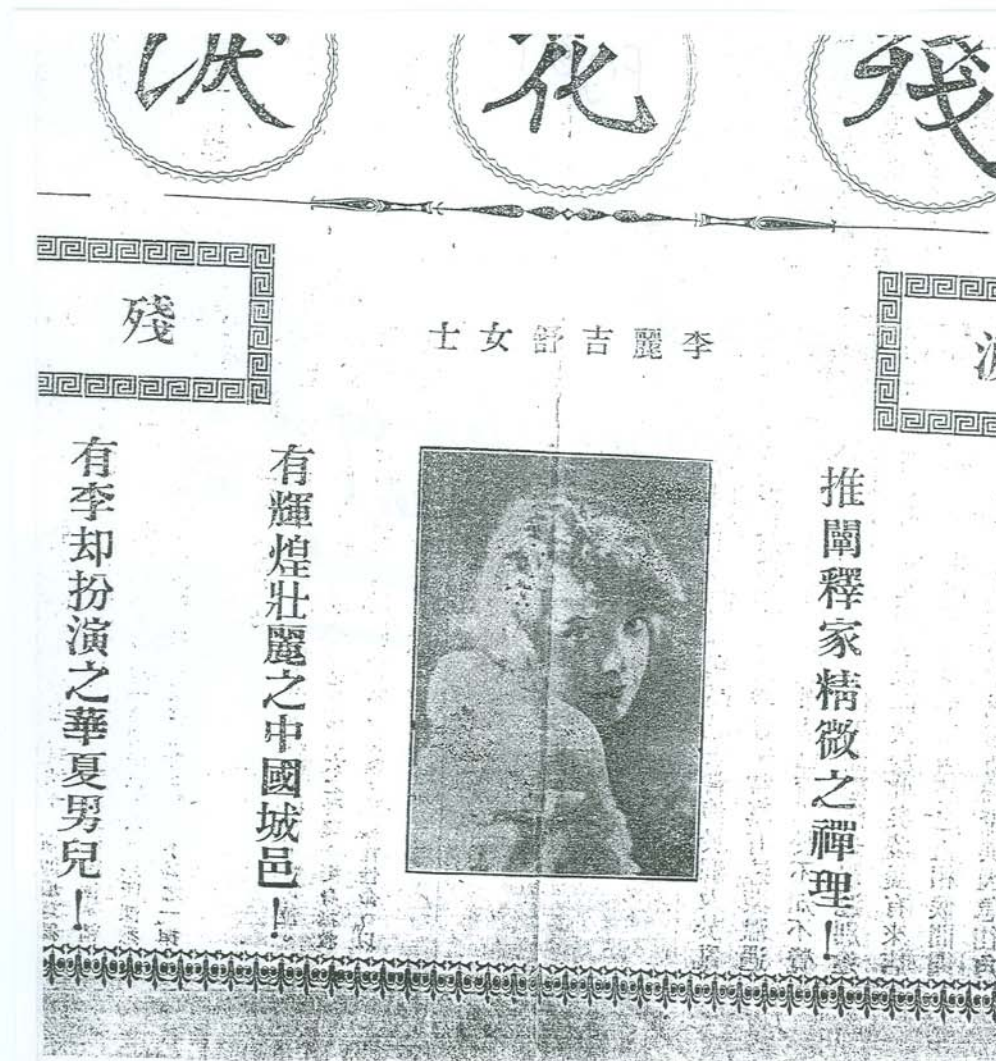 殘花淚
李麗吉舒女士
推闡釋家精微之禪理！
有輝煌壯麗之中國城邑！
殘
有李却扮演之華夏男兒！